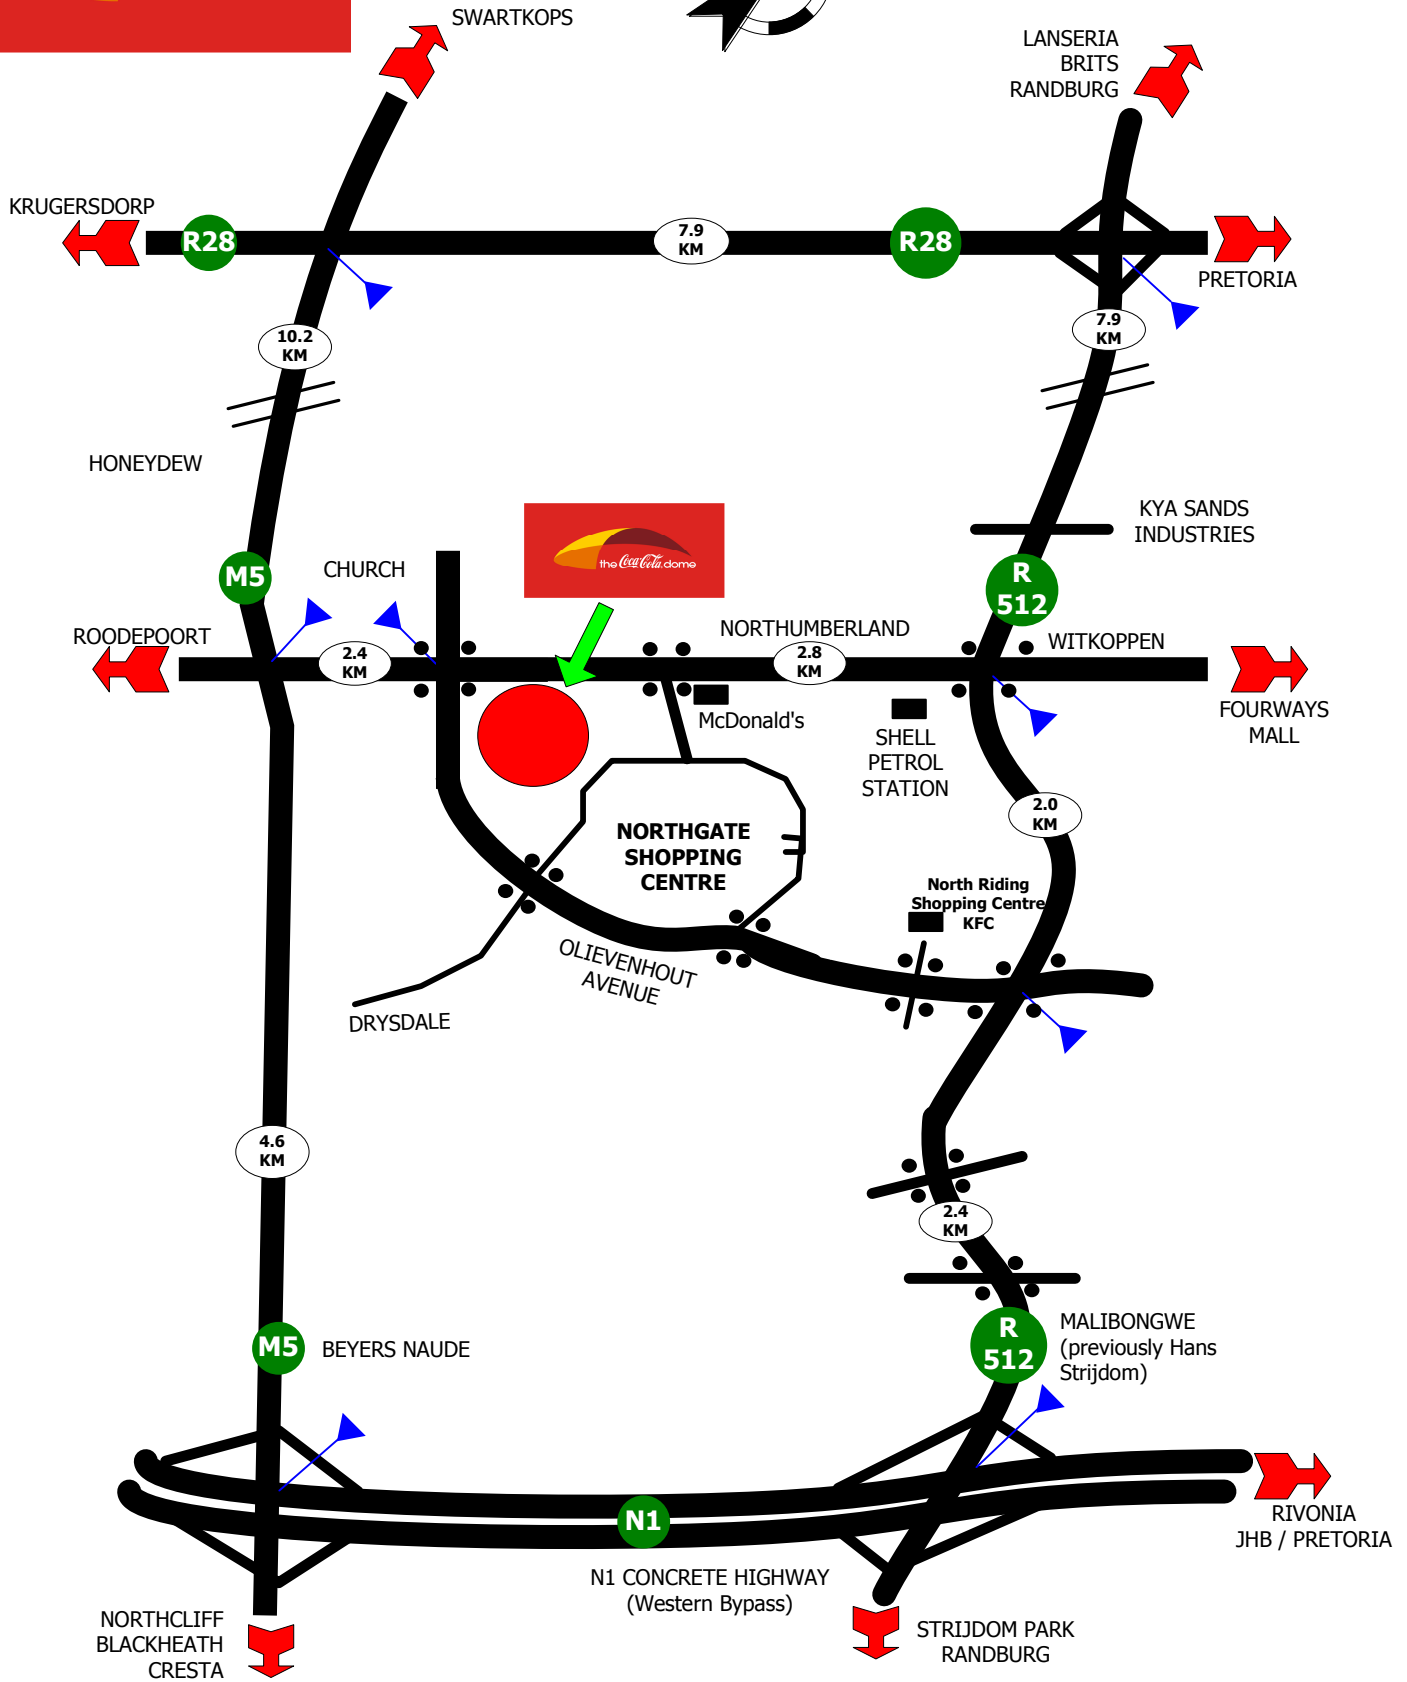 SWARTKOPS
LANSERIA
BRITS
RANDBURG
KRUGERSDORP
R28
7.9
KM
R28
PRETORIA
10.2
KM
7.9
KM
HONEYDEW
KYA SANDS
INDUSTRIES
the Coca-Cola dome
M5
CHURCH
R
512
ROODEPOORT
NORTHUMBERLAND
WITKOPPEN
2.4
KM
2.8
KM
McDonald's
SHELL
PETROL
STATION
FOURWAYS
MALL
2.0
KM
NORTHGATE
SHOPPING
CENTRE
North Riding
Shopping Centre
KFC
OLIEVENHOUT
AVENUE
DRYSDALE
4.6
KM
2.4
KM
M5
BEYERS NAUDE
R
512
MALIBONGWE
(previously Hans
Strijdom)
N1
RIVONIA
JHB / PRETORIA
N1 CONCRETE HIGHWAY
(Western Bypass)
NORTHCLIFF
BLACKHEATH
CRESTA
STRIJDOM PARK
RANDBURG